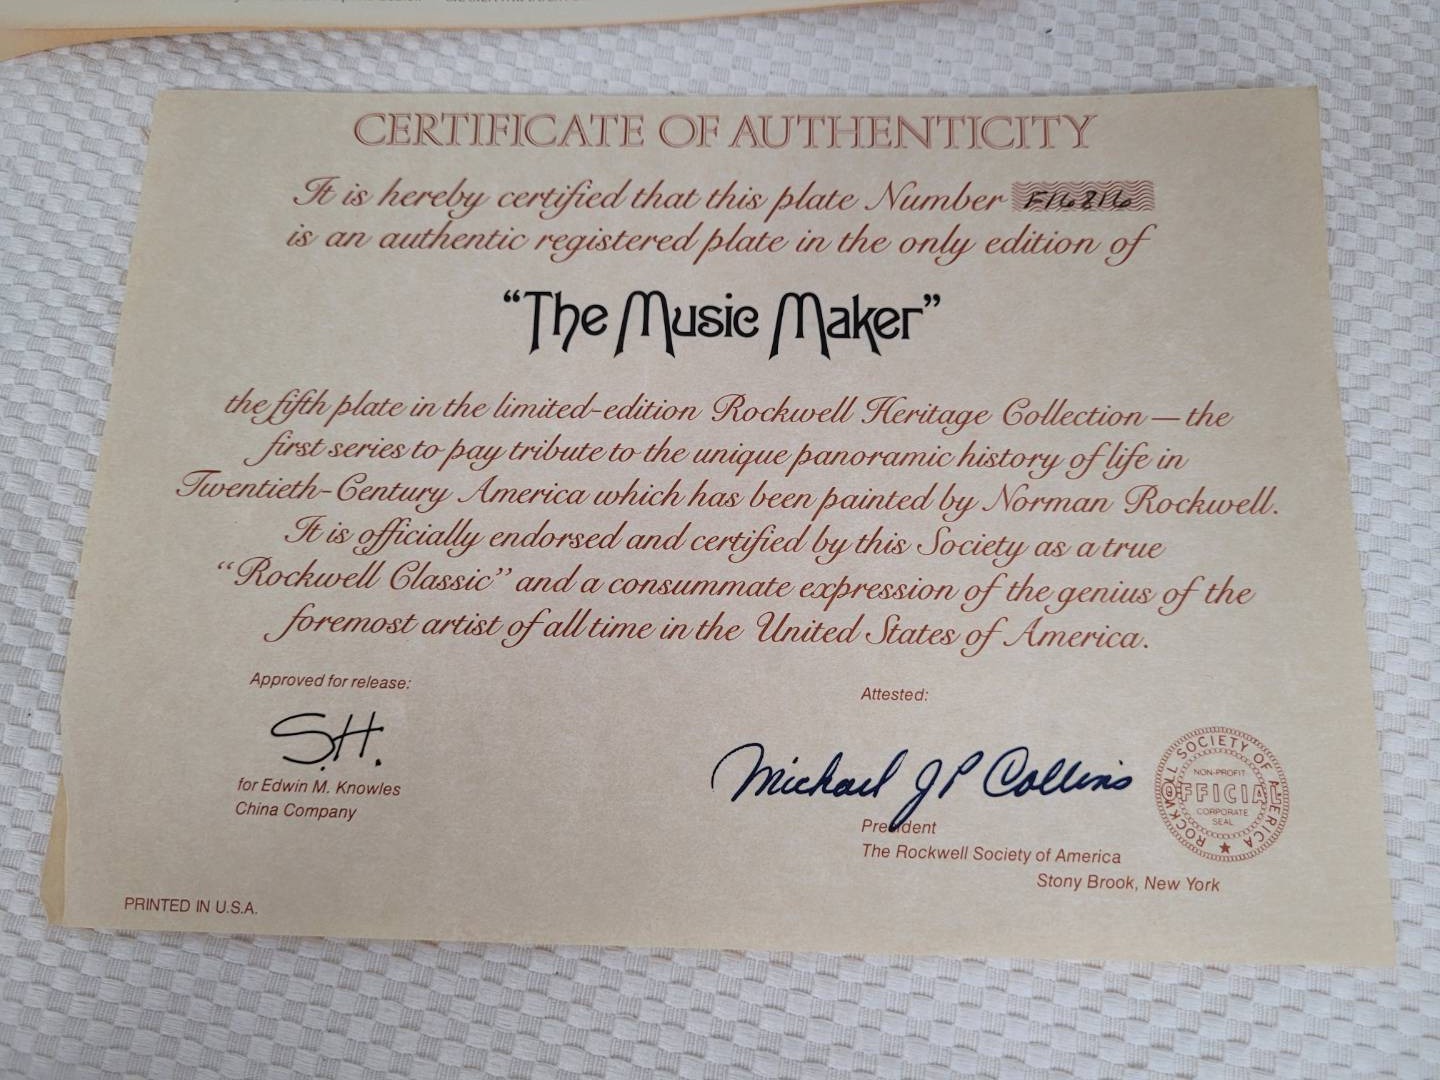 CERTIFICATE OF AUTHENTICITY
It is hereby certified that this plate Number F16216
is an authentic registered plate in the only edition of
“The Music Maker”
the fifth plate in the limited-edition Rockwell Heritage Collection — the
first series to pay tribute to the unique panoramic history of life in
Twentieth-Century America which has been painted by Norman Rockwell.
It is officially endorsed and certified by this Society as a true
“Rockwell Classic” and a consummate expression of the genius of the
foremost artist of all time in the United States of America.
Approved for release:
S.H.
for Edwin M. Knowles
China Company
Attested:
Michael JP Collins
President
The Rockwell Society of America
Stony Brook, New York
ROCKWELL SOCIETY OF AMERICA
NON-PROFIT
OFFICIAL
CORPORATE
SEAL
PRINTED IN U.S.A.